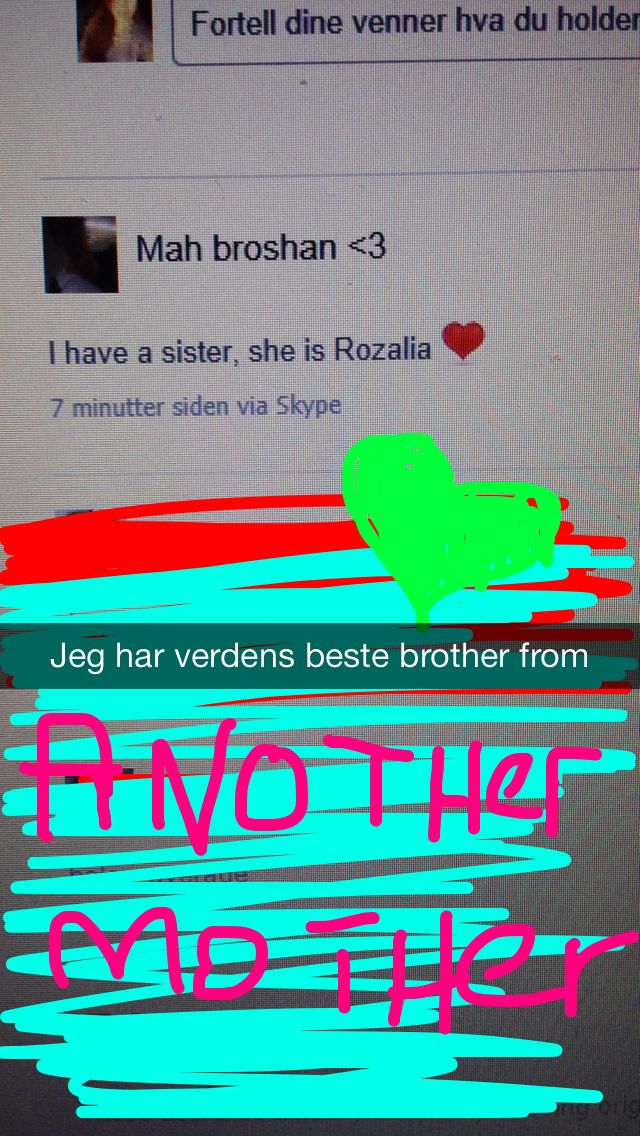 Fortell dine venner hva du holder
Mah broshan <3
I have a sister, she is Rozalia ❤
7 minutter siden via Skype
Jeg har verdens beste brother from
ANOTHer
MOTHer